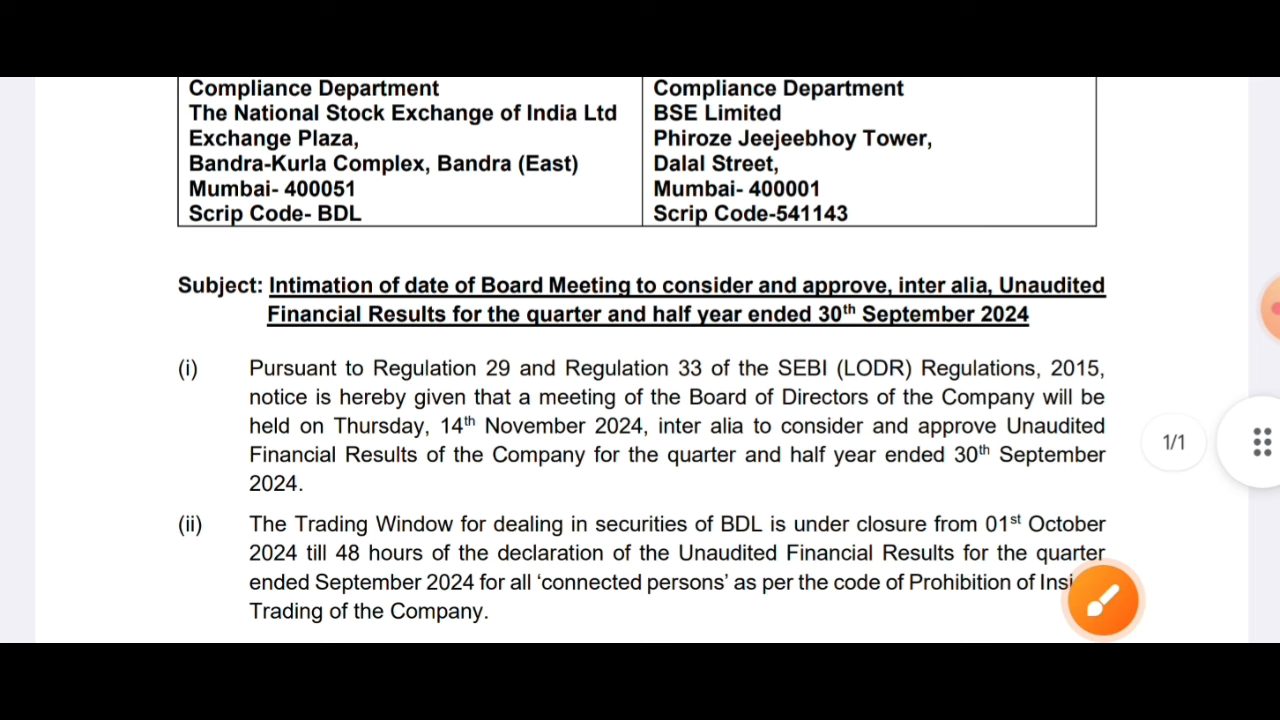 Compliance Department
The National Stock Exchange of India Ltd
Exchange Plaza,
Bandra-Kurla Complex, Bandra (East)
Mumbai- 400051
Scrip Code- BDL
Compliance Department
BSE Limited
Phiroze Jeejeebhoy Tower,
Dalal Street,
Mumbai- 400001
Scrip Code-541143
Subject: Intimation of date of Board Meeting to consider and approve, inter alia, Unaudited
Financial Results for the quarter and half year ended 30th September 2024
(i) Pursuant to Regulation 29 and Regulation 33 of the SEBI (LODR) Regulations, 2015,
notice is hereby given that a meeting of the Board of Directors of the Company will be
held on Thursday, 14th November 2024, inter alia to consider and approve Unaudited
Financial Results of the Company for the quarter and half year ended 30th September
2024.
(ii) The Trading Window for dealing in securities of BDL is under closure from 01st October
2024 till 48 hours of the declaration of the Unaudited Financial Results for the quarter
ended September 2024 for all ‘connected persons’ as per the code of Prohibition of
Trading of the Company.
1/1